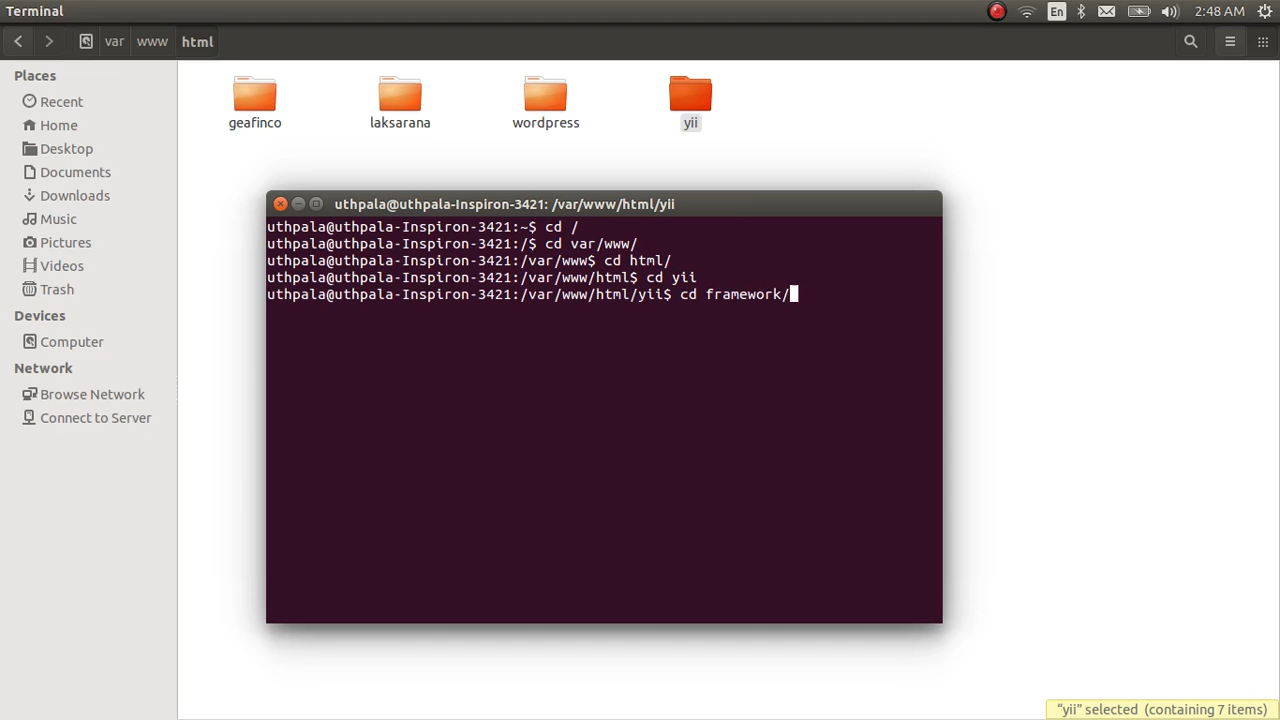 Terminal
En
2:48 AM
var
www
html
Places
Recent
Home
Desktop
Documents
Downloads
Music
Pictures
Videos
Trash
Devices
Computer
Network
Browse Network
Connect to Server
geafinco
laksarana
wordpress
yii
uthpala@uthpala-Inspiron-3421: /var/www/html/yii
uthpala@uthpala-Inspiron-3421:~$ cd /
uthpala@uthpala-Inspiron-3421:/$ cd var/www/
uthpala@uthpala-Inspiron-3421:/var/www$ cd html/
uthpala@uthpala-Inspiron-3421:/var/www/html$ cd yii
uthpala@uthpala-Inspiron-3421:/var/www/html/yii$ cd framework/
“yii” selected (containing 7 items)